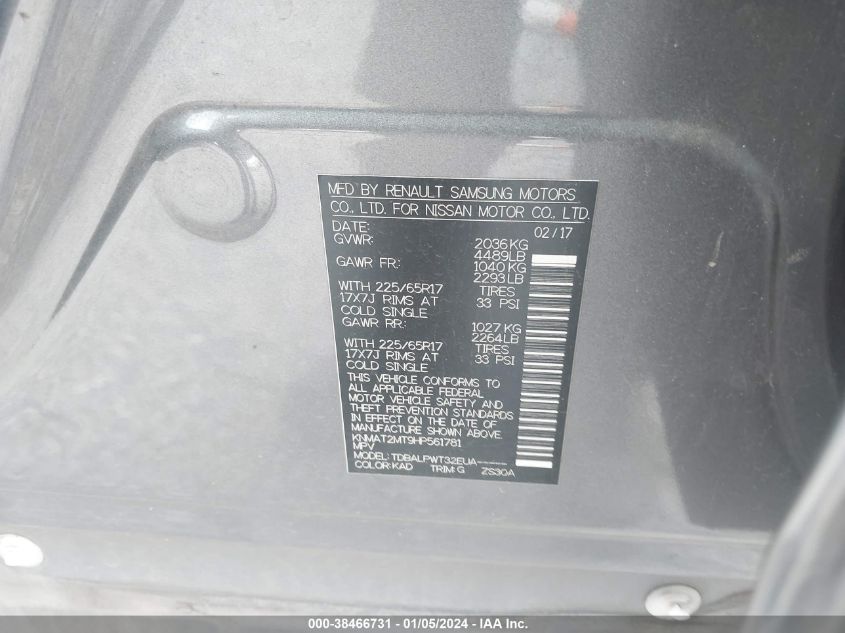 MFD BY RENAULT SAMSUNG MOTORS
CO., LTD. FOR NISSAN MOTOR CO., LTD.
DATE: 02/17
GVWR: 2036KG
4489LB
GAWR FR: 1040KG
2293LB
WITH 225/65R17 TIRES
17X7J RIMS AT 33 PSI
COLD SINGLE
GAWR RR: 1027KG
2264LB
WITH 225/65R17 TIRES
17X7J RIMS AT 33 PSI
COLD SINGLE
THIS VEHICLE CONFORMS TO
ALL APPLICABLE FEDERAL
MOTOR VEHICLE SAFETY AND
THEFT PREVENTION STANDARDS
IN EFFECT ON THE DATE OF
MANUFACTURE SHOWN ABOVE.
KNMAT2MT9HP561781
MPV
MODEL: TDBALPWT32EUA-----
COLOR:KAD TRIM:G ZS30A
000-38466731 - 01/05/2024 - IAA Inc.